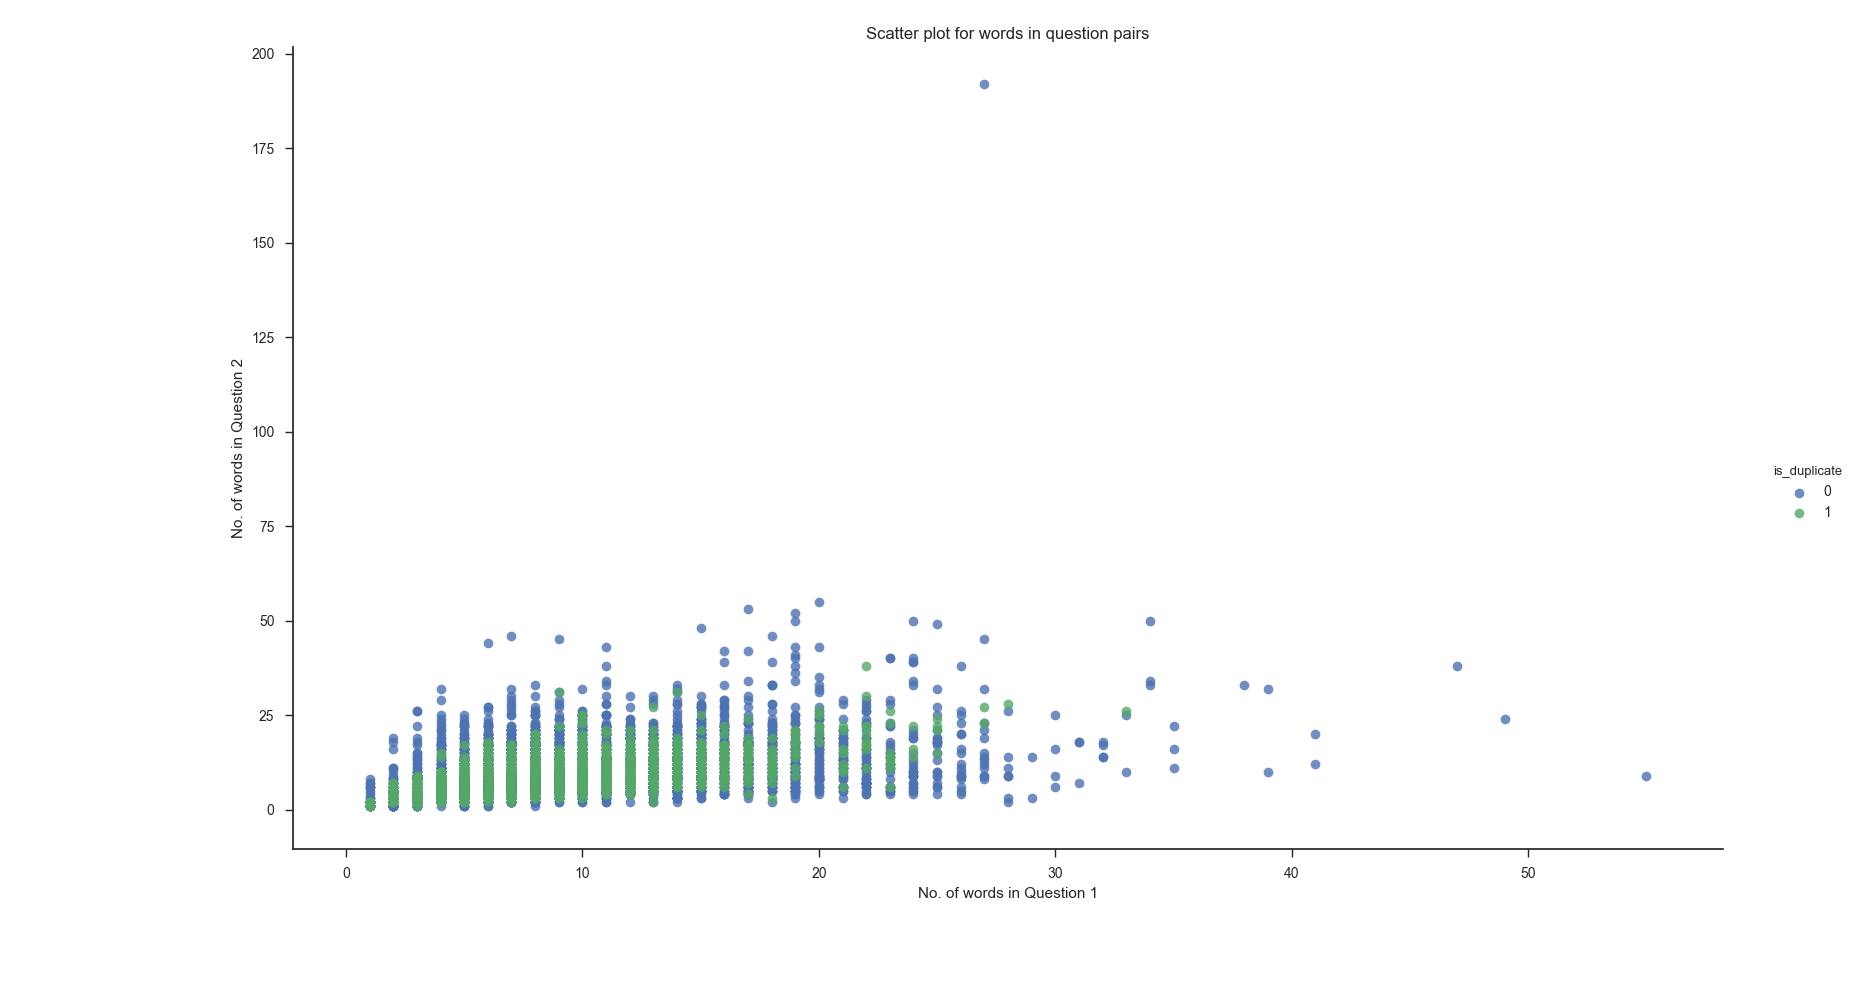 Scatter plot for words in question pairs
200
175
150
125
100
75
50
25
0
No. of words in Question 2
0 10 20 30 40 50
No. of words in Question 1
is_duplicate
0
1